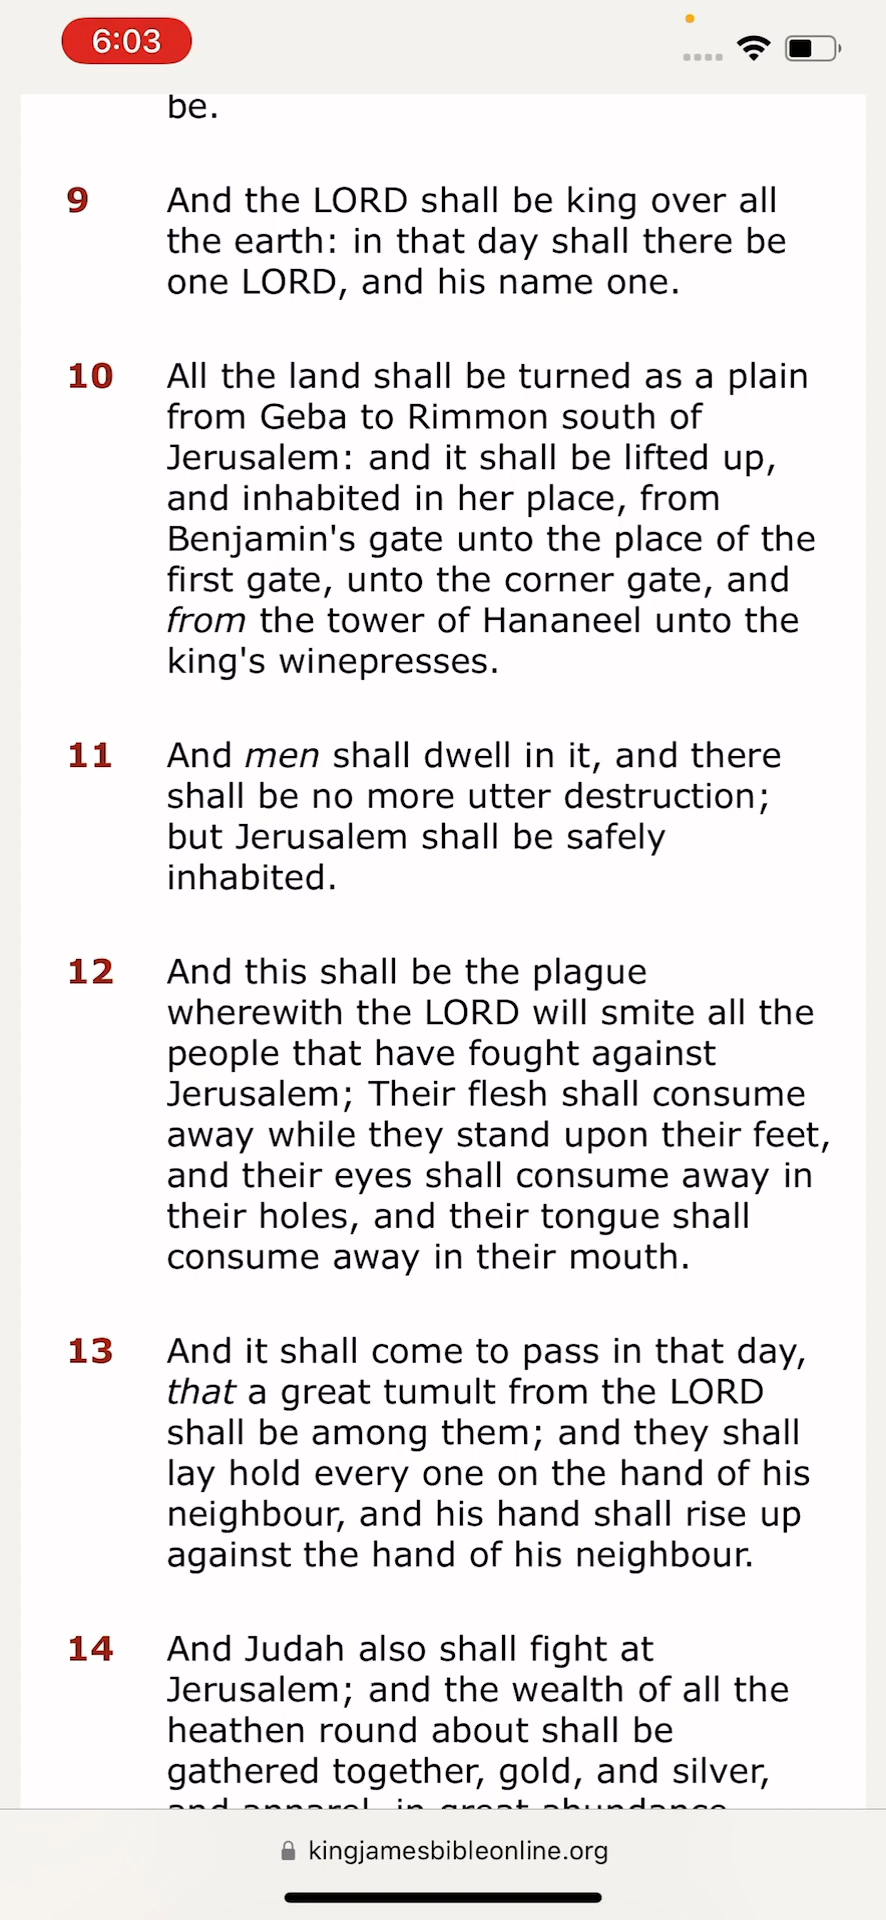 6:03
be.
9 And the LORD shall be king over all
the earth: in that day shall there be
one LORD, and his name one.
10 All the land shall be turned as a plain
from Geba to Rimmon south of
Jerusalem: and it shall be lifted up,
and inhabited in her place, from
Benjamin's gate unto the place of the
first gate, unto the corner gate, and
from the tower of Hananeel unto the
king's winepresses.
11 And men shall dwell in it, and there
shall be no more utter destruction;
but Jerusalem shall be safely
inhabited.
12 And this shall be the plague
wherewith the LORD will smite all the
people that have fought against
Jerusalem; Their flesh shall consume
away while they stand upon their feet,
and their eyes shall consume away in
their holes, and their tongue shall
consume away in their mouth.
13 And it shall come to pass in that day,
that a great tumult from the LORD
shall be among them; and they shall
lay hold every one on the hand of his
neighbour, and his hand shall rise up
against the hand of his neighbour.
14 And Judah also shall fight at
Jerusalem; and the wealth of all the
heathen round about shall be
gathered together, gold, and silver,
and apparel, in great abundance
kingjamesbibleonline.org